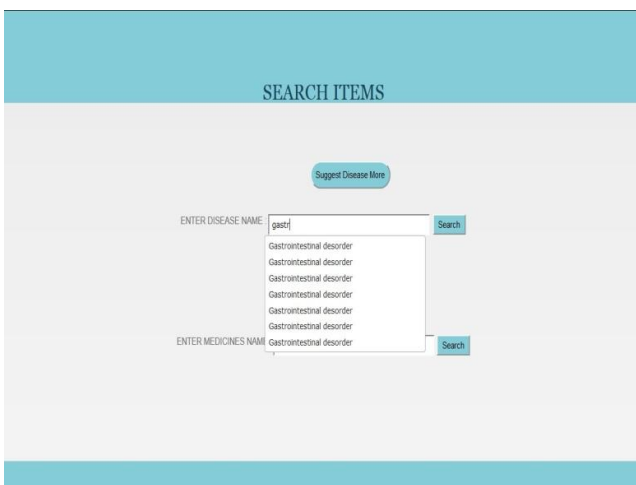 SEARCH ITEMS
Suggest Disease More
ENTER DISEASE NAME gastr Search
Gastrointestinal desorder
Gastrointestinal desorder
Gastrointestinal desorder
Gastrointestinal desorder
Gastrointestinal desorder
Gastrointestinal desorder
Gastrointestinal desorder
ENTER MEDICINES NAME Search